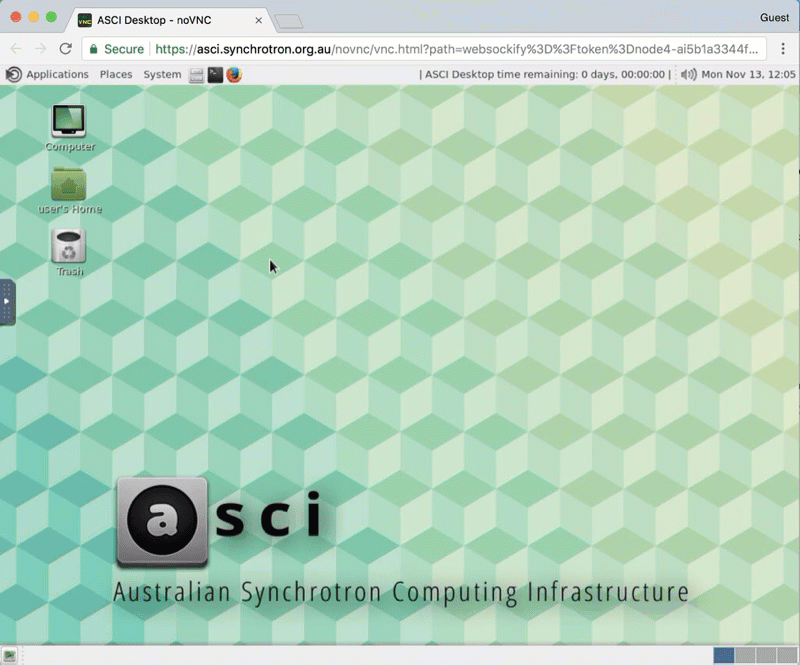 VNC ASCI Desktop - noVNC
Guest
Secure https://asci.synchrotron.org.au/novnc/vnc.html?path=websockify%3D%3Ftoken%3Dnode4-ai5b1a3344f...
Applications Places System | ASCI Desktop time remaining: 0 days, 00:00:00 | Mon Nov 13, 12:05
Computer
user's Home
Trash
a sci
Australian Synchrotron Computing Infrastructure